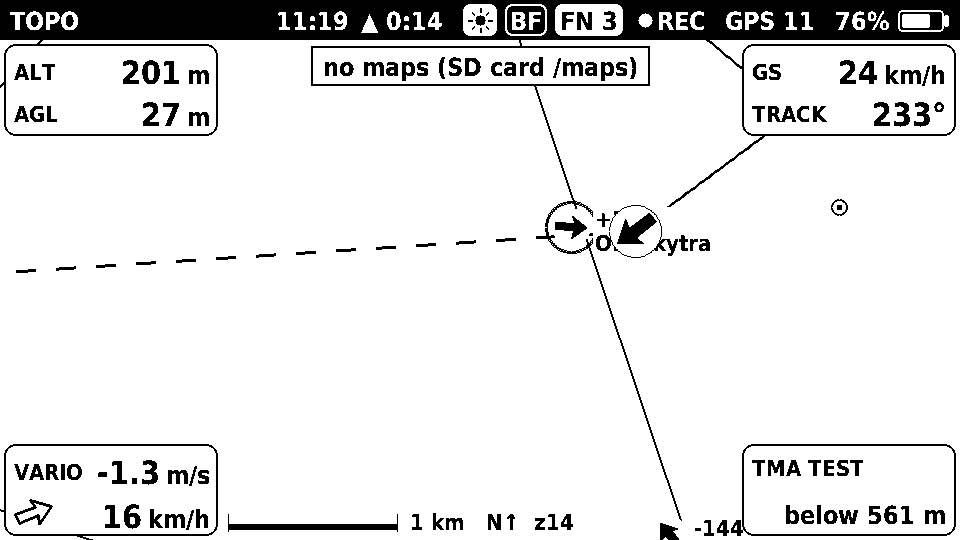 TOPO 11:19 ▲ 0:14 BF FN 3 REC GPS 11 76%
no maps (SD card /maps)
ALT 201 m
AGL 27 m
GS 24 km/h
TRACK 233°
VARIO -1.3 m/s
16 km/h
1 km N↑ z14
-144
TMA TEST
below 561 m